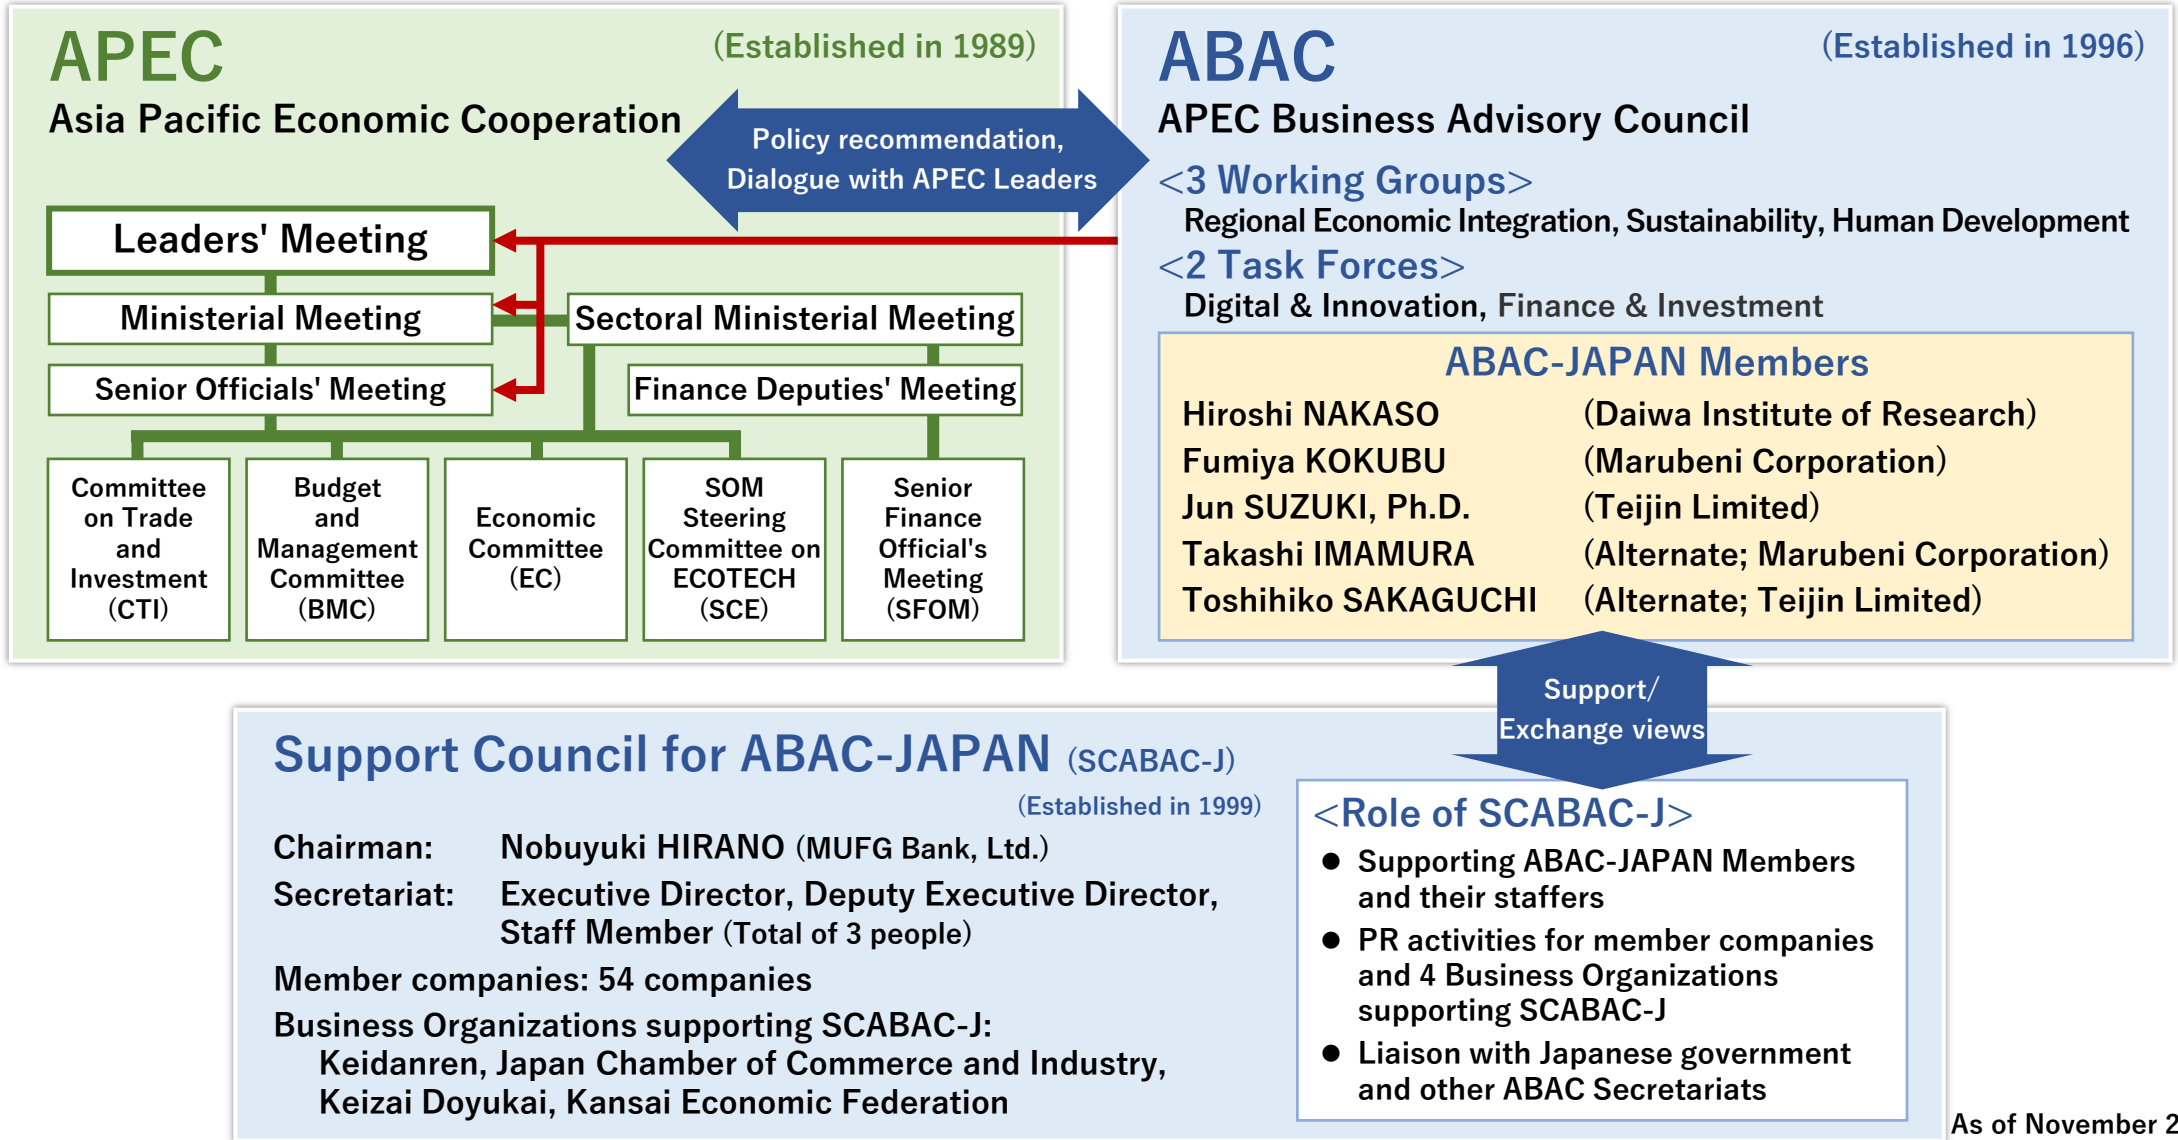 APEC
(Established in 1989)
Asia Pacific Economic Cooperation
Policy recommendation,
Dialogue with APEC Leaders
Leaders' Meeting
Ministerial Meeting
Sectoral Ministerial Meeting
Senior Officials' Meeting
Finance Deputies' Meeting
Committee
on Trade
and
Investment
(CTI)
Budget
and
Management
Committee
(BMC)
Economic
Committee
(EC)
SOM
Steering
Committee on
ECOTECH
(SCE)
Senior
Finance
Official's
Meeting
(SFOM)
ABAC
(Established in 1996)
APEC Business Advisory Council
<3 Working Groups>
Regional Economic Integration, Sustainability, Human Development
<2 Task Forces>
Digital & Innovation, Finance & Investment
ABAC-JAPAN Members
Hiroshi NAKASO (Daiwa Institute of Research)
Fumiya KOKUBU (Marubeni Corporation)
Jun SUZUKI, Ph.D. (Teijin Limited)
Takashi IMAMURA (Alternate; Marubeni Corporation)
Toshihiko SAKAGUCHI (Alternate; Teijin Limited)
Support/
Exchange views
Support Council for ABAC-JAPAN (SCABAC-J)
(Established in 1999)
Chairman: Nobuyuki HIRANO (MUFG Bank, Ltd.)
Secretariat: Executive Director, Deputy Executive Director,
Staff Member (Total of 3 people)
Member companies: 54 companies
Business Organizations supporting SCABAC-J:
Keidanren, Japan Chamber of Commerce and Industry,
Keizai Doyukai, Kansai Economic Federation
<Role of SCABAC-J>
● Supporting ABAC-JAPAN Members
and their staffers
● PR activities for member companies
and 4 Business Organizations
supporting SCABAC-J
● Liaison with Japanese government
and other ABAC Secretariats
As of November 2